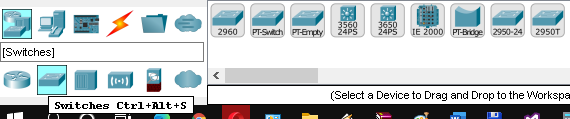 [Switches]
Switches Ctrl+Alt+S
2960 PT-Switch PT-Empty 3560 24PS 3650 24PS IE 2000 PT-Bridge 2950-24 2950T
(Select a Device to Drag and Drop to the Workspa